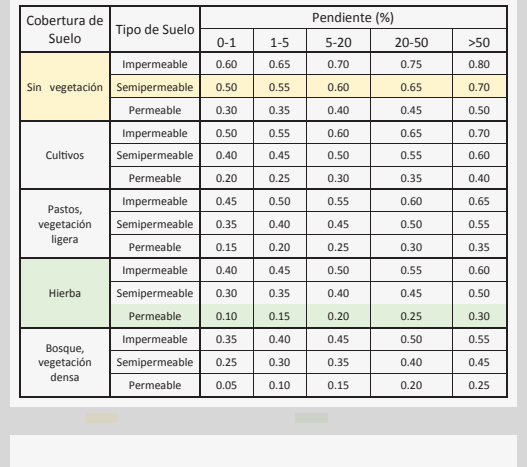 Cobertura de Suelo Tipo de Suelo Pendiente (%)
0-1 1-5 5-20 20-50 >50
Sin vegetación
Impermeable 0.60 0.65 0.70 0.75 0.80
Semipermeable 0.50 0.55 0.60 0.65 0.70
Permeable 0.30 0.35 0.40 0.45 0.50
Cultivos
Impermeable 0.50 0.55 0.60 0.65 0.70
Semipermeable 0.40 0.45 0.50 0.55 0.60
Permeable 0.20 0.25 0.30 0.35 0.40
Pastos, vegetación ligera
Impermeable 0.45 0.50 0.55 0.60 0.65
Semipermeable 0.35 0.40 0.45 0.50 0.55
Permeable 0.15 0.20 0.25 0.30 0.35
Hierba
Impermeable 0.40 0.45 0.50 0.55 0.60
Semipermeable 0.30 0.35 0.40 0.45 0.50
Permeable 0.10 0.15 0.20 0.25 0.30
Bosque, vegetación densa
Impermeable 0.35 0.40 0.45 0.50 0.55
Semipermeable 0.25 0.30 0.35 0.40 0.45
Permeable 0.05 0.10 0.15 0.20 0.25